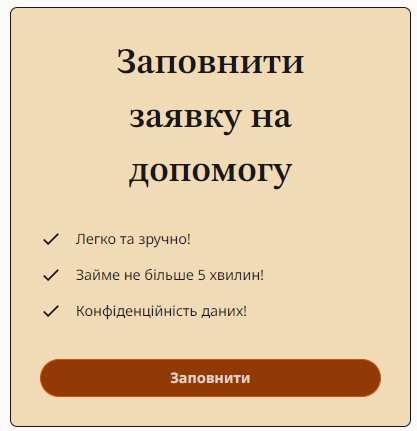 Заповнити
заявку на
допомогу
Легко та зручно!
Займе не більше 5 хвилин!
Конфіденційність даних!
Заповнити